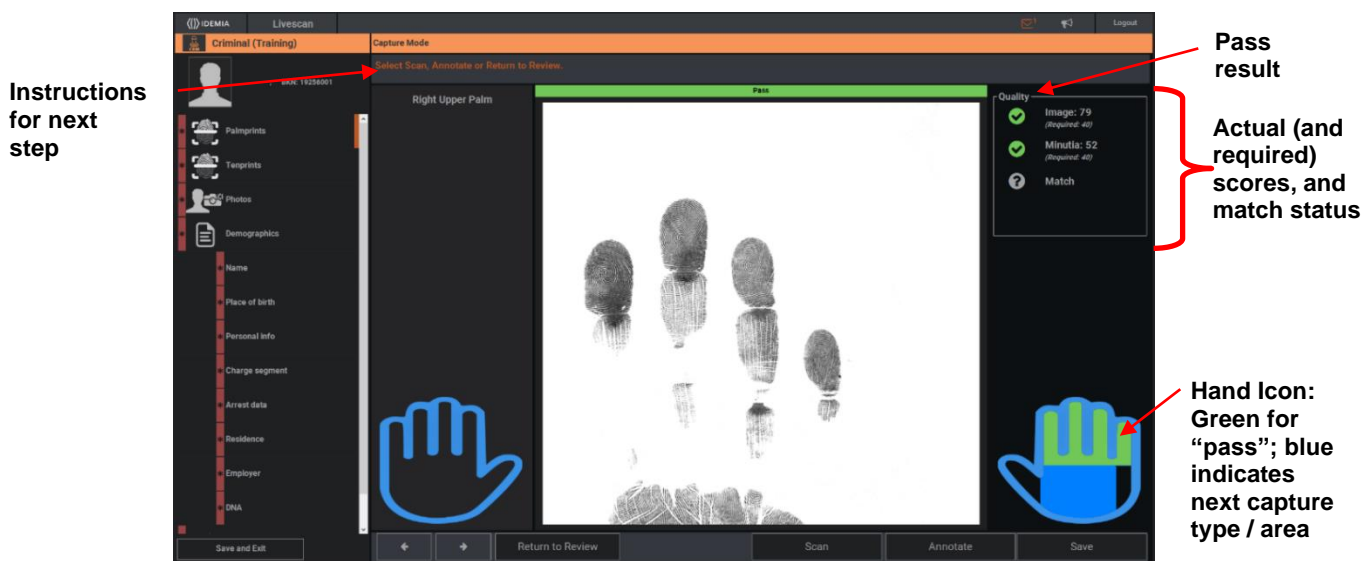 IDEMIA
Livescan
1
Logout
Criminal (Training)
Capture Mode
BKN: 19256001
Select Scan, Annotate or Return to Review.
Instructions
for next
step
Palmprints
Tenprints
Photos
Demographics
Name
Place of birth
Personal Info
Charge segment
Arrest data
Residence
Employer
DNA
Save and Exit
Right Upper Palm
Pass
Quality
Image: 79
(Required: 40)
Minutia: 52
(Required: 40)
? Match
Return to Review
Scan
Annotate
Save
Pass
result
Actual (and
required)
scores, and
match status
Hand Icon:
Green for
“pass”; blue
indicates
next capture
type / area